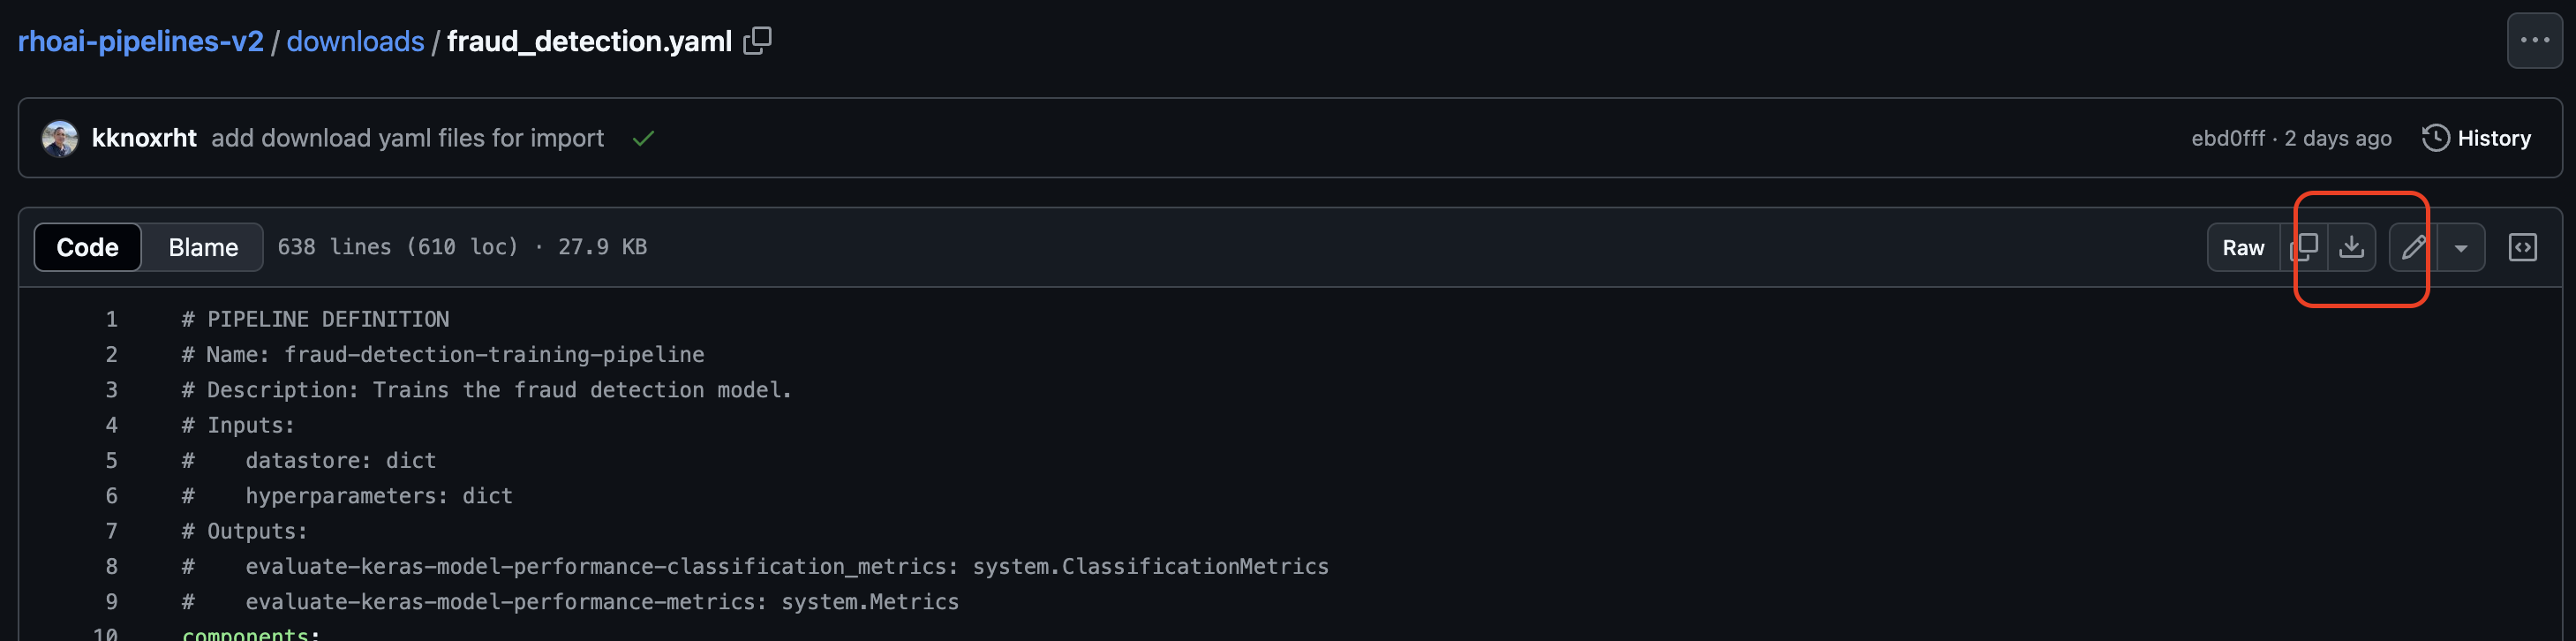 rhoai-pipelines-v2 / downloads / fraud_detection.yaml
kknoxrht add download yaml files for import ebd0fff · 2 days ago History
Code Blame 638 lines (610 loc) · 27.9 KB Raw
1 # PIPELINE DEFINITION
2 # Name: fraud-detection-training-pipeline
3 # Description: Trains the fraud detection model.
4 # Inputs:
5 #    datastore: dict
6 #    hyperparameters: dict
7 # Outputs:
8 #    evaluate-keras-model-performance-classification_metrics: system.ClassificationMetrics
9 #    evaluate-keras-model-performance-metrics: system.Metrics
10 components: